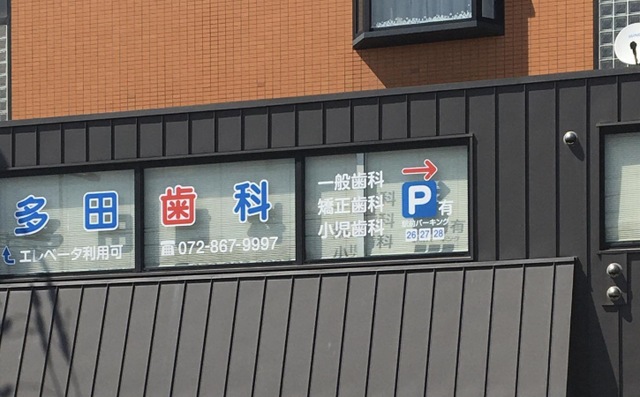 多田歯科
エレベータ利用可
☎072-867-9997
一般歯科
矯正歯科
小児歯科
→
P有
26 27 28